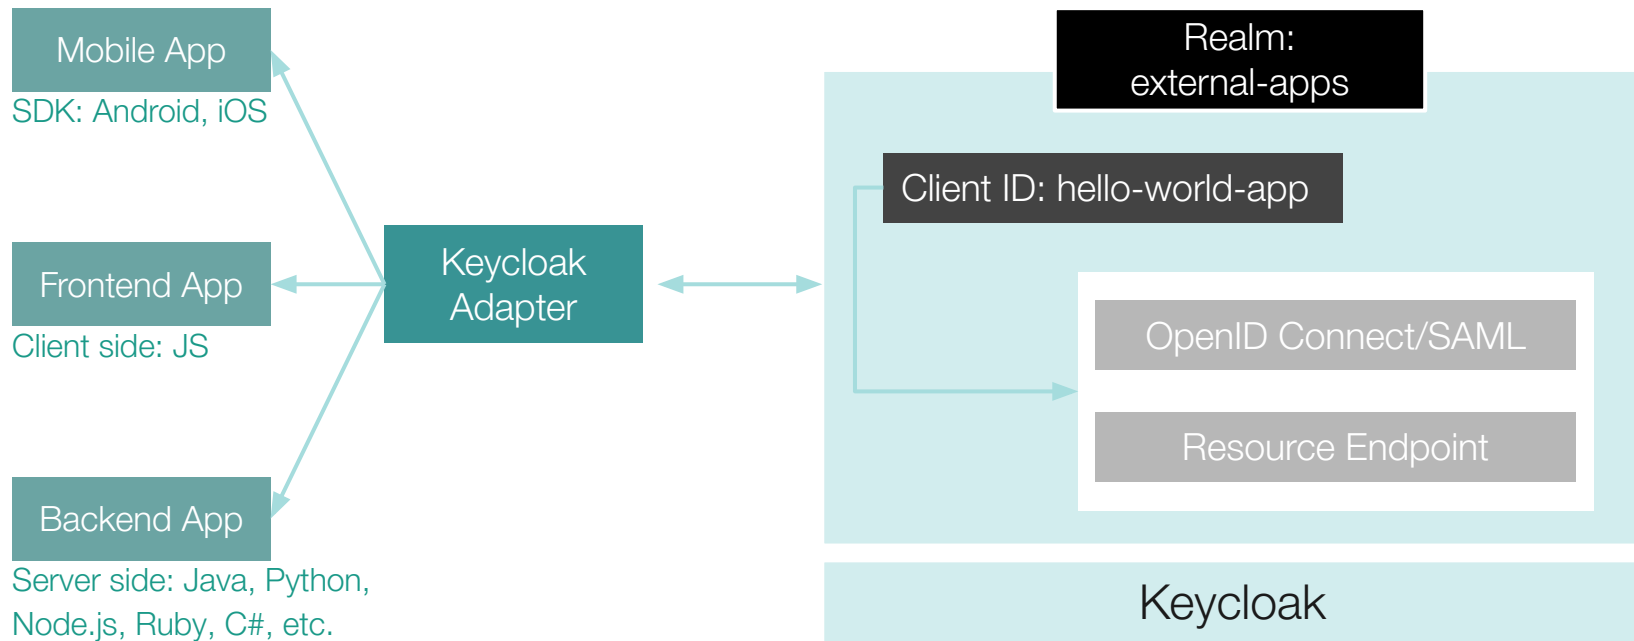 Mobile App
SDK: Android, iOS
Frontend App
Client side: JS
Backend App
Server side: Java, Python,
Node.js, Ruby, C#, etc.
Keycloak
Adapter
Realm:
external-apps
Client ID: hello-world-app
OpenID Connect/SAML
Resource Endpoint
Keycloak